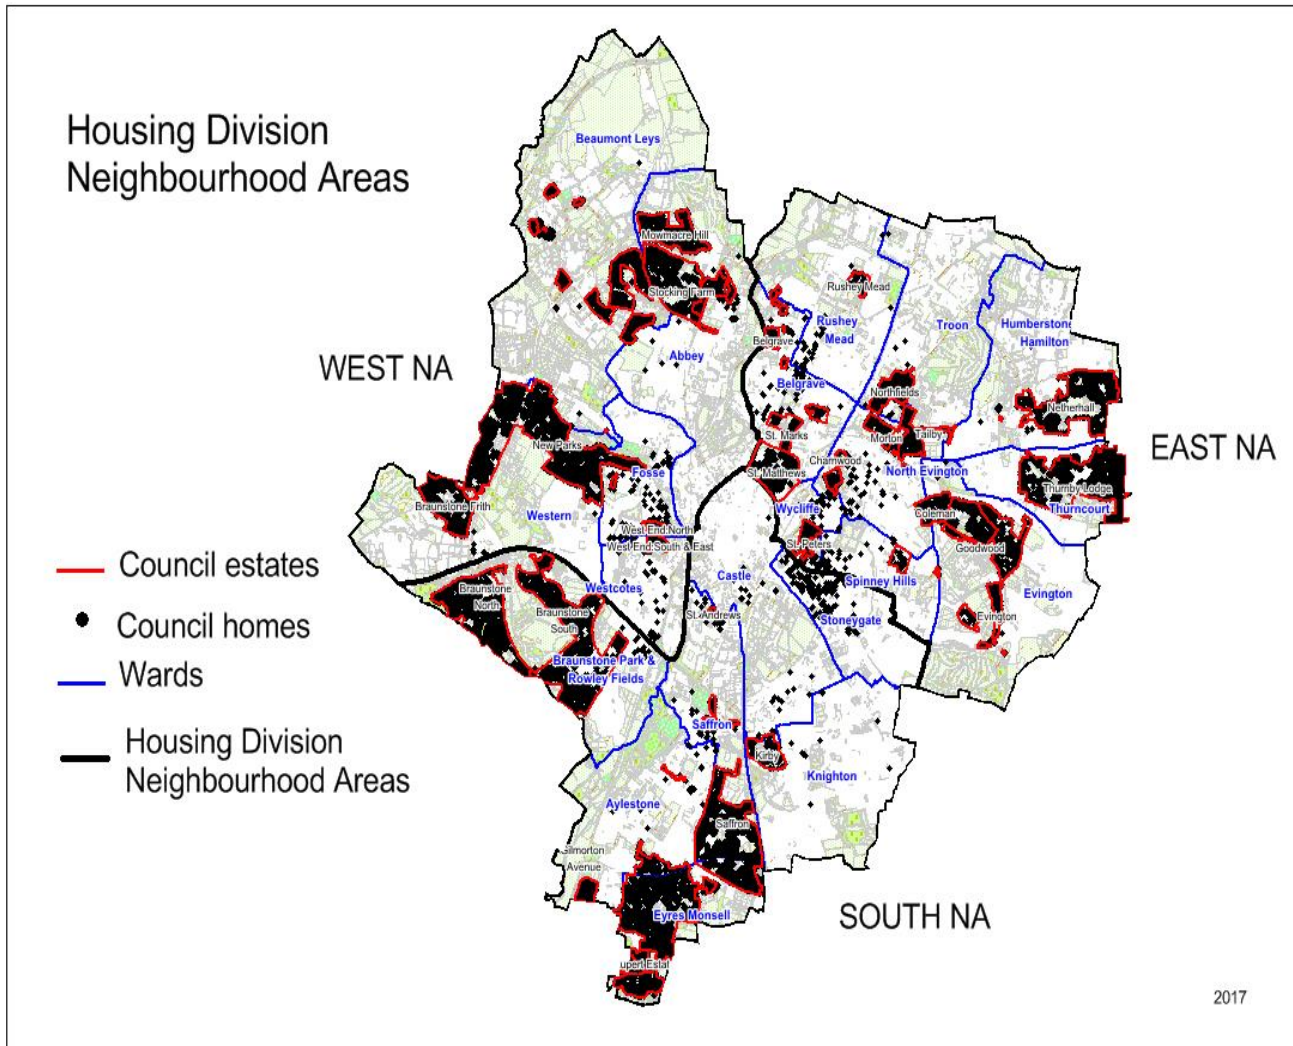 Housing Division
Neighbourhood Areas
Beaumont Leys
Mowmacre Hill
Stocking Farm
Rushey Mead
Rushey
Mead
Troon
Humberstone
Hamilton
Belgrave
Abbey
WEST NA
Belgrave
Northfields
Netherhall
St. Marks
Morton
Tailby
EAST NA
New Parks
Charnwood
North Evington
Fosse
St. Matthews
Thurnby Lodge
Thurncourt
Braunstone Frith
Western
Wycliffe
Coleman
West End:North
West End:South & East
St. Peters
Goodwood
Council estates
Castle
Spinney Hills
Westcotes
Braunstone
North
Braunstone
South
Evington
Council homes
St. Andrews
Stoneygate
Evington
Wards
Braunstone Park &
Rowley Fields
Saffron
Housing Division
Neighbourhood Areas
Kirby
Knighton
Aylestone
Saffron
Gilmorton
Avenue
Eyres Monsell
SOUTH NA
upert Estat
2017